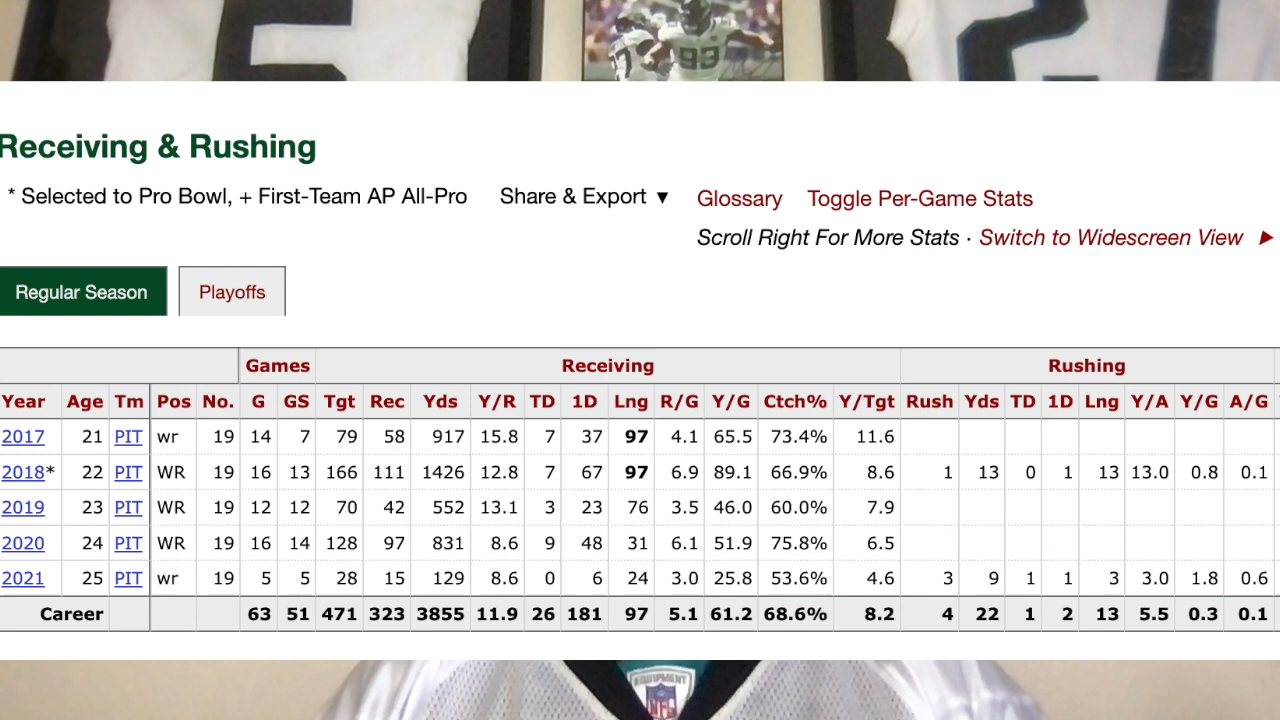 93
Receiving & Rushing
* Selected to Pro Bowl, + First-Team AP All-Pro Share & Export ▼ Glossary Toggle Per-Game Stats
Scroll Right For More Stats · Switch to Widescreen View ►
Regular Season Playoffs
Games Receiving Rushing
Year Age Tm Pos No. G GS Tgt Rec Yds Y/R TD 1D Lng R/G Y/G Ctch% Y/Tgt Rush Yds TD 1D Lng Y/A Y/G A/G
2017 21 PIT wr 19 14 7 79 58 917 15.8 7 37 97 4.1 65.5 73.4% 11.6
2018* 22 PIT WR 19 16 13 166 111 1426 12.8 7 67 97 6.9 89.1 66.9% 8.6 1 13 0 1 13 13.0 0.8 0.1
2019 23 PIT WR 19 12 12 70 42 552 13.1 3 23 76 3.5 46.0 60.0% 7.9
2020 24 PIT WR 19 16 14 128 97 831 8.6 9 48 31 6.1 51.9 75.8% 6.5
2021 25 PIT wr 19 5 5 28 15 129 8.6 0 6 24 3.0 25.8 53.6% 4.6 3 9 1 1 3 3.0 1.8 0.6
Career 63 51 471 323 3855 11.9 26 181 97 5.1 61.2 68.6% 8.2 4 22 1 2 13 5.5 0.3 0.1
EQUIPMENT
NFL